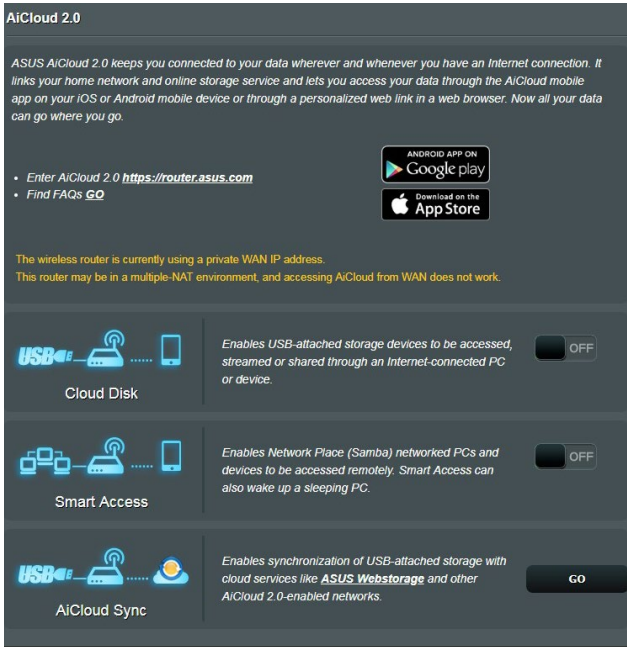 AiCloud 2.0
ASUS AiCloud 2.0 keeps you connected to your data wherever and whenever you have an Internet connection. It
links your home network and online storage service and lets you access your data through the AiCloud mobile
app on your iOS or Android mobile device or through a personalized web link in a web browser. Now all your data
can go where you go.
• Enter AiCloud 2.0 https://router.asus.com
• Find FAQs GO
ANDROID APP ON
Google play
Download on the
App Store
The wireless router is currently using a private WAN IP address.
This router may be in a multiple-NAT environment, and accessing AiCloud from WAN does not work.
USB
Cloud Disk
Enables USB-attached storage devices to be accessed,
streamed or shared through an Internet-connected PC
or device.
OFF
Smart Access
Enables Network Place (Samba) networked PCs and
devices to be accessed remotely. Smart Access can
also wake up a sleeping PC.
OFF
USB
AiCloud Sync
Enables synchronization of USB-attached storage with
cloud services like ASUS Webstorage and other
AiCloud 2.0-enabled networks.
GO